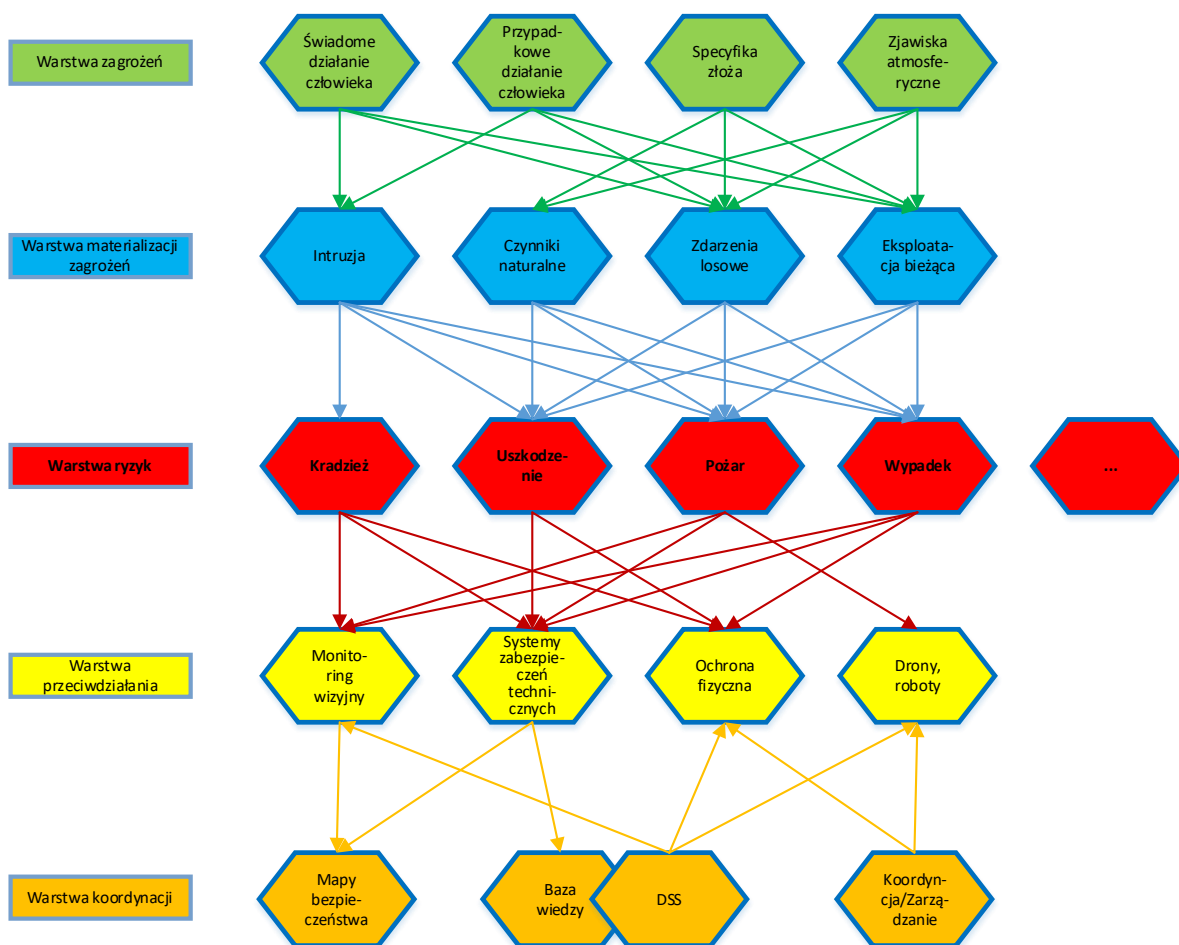 Warstwa zagrożeń
Świadome
działanie
człowieka
Przypad-
kowe
działanie
człowieka
Specyfika
złoża
Zjawiska
atmosfe-
ryczne
Warstwa materializacji
zagrożeń
Intruzja
Czynniki
naturalne
Zdarzenia
losowe
Eksploata-
cja bieżąca
Warstwa ryzyk
Kradzież
Uszkodze-
nie
Pożar
Wypadek
...
Warstwa
przeciwdziałania
Monito-
ring
wizyjny
Systemy
zabezpie-
czeń
techni-
cznych
Ochrona
fizyczna
Drony,
roboty
Warstwa koordynacji
Mapy
bezpie-
czeństwa
Baza
wiedzy
DSS
Koordyn-
cja/Zarzą-
dzanie